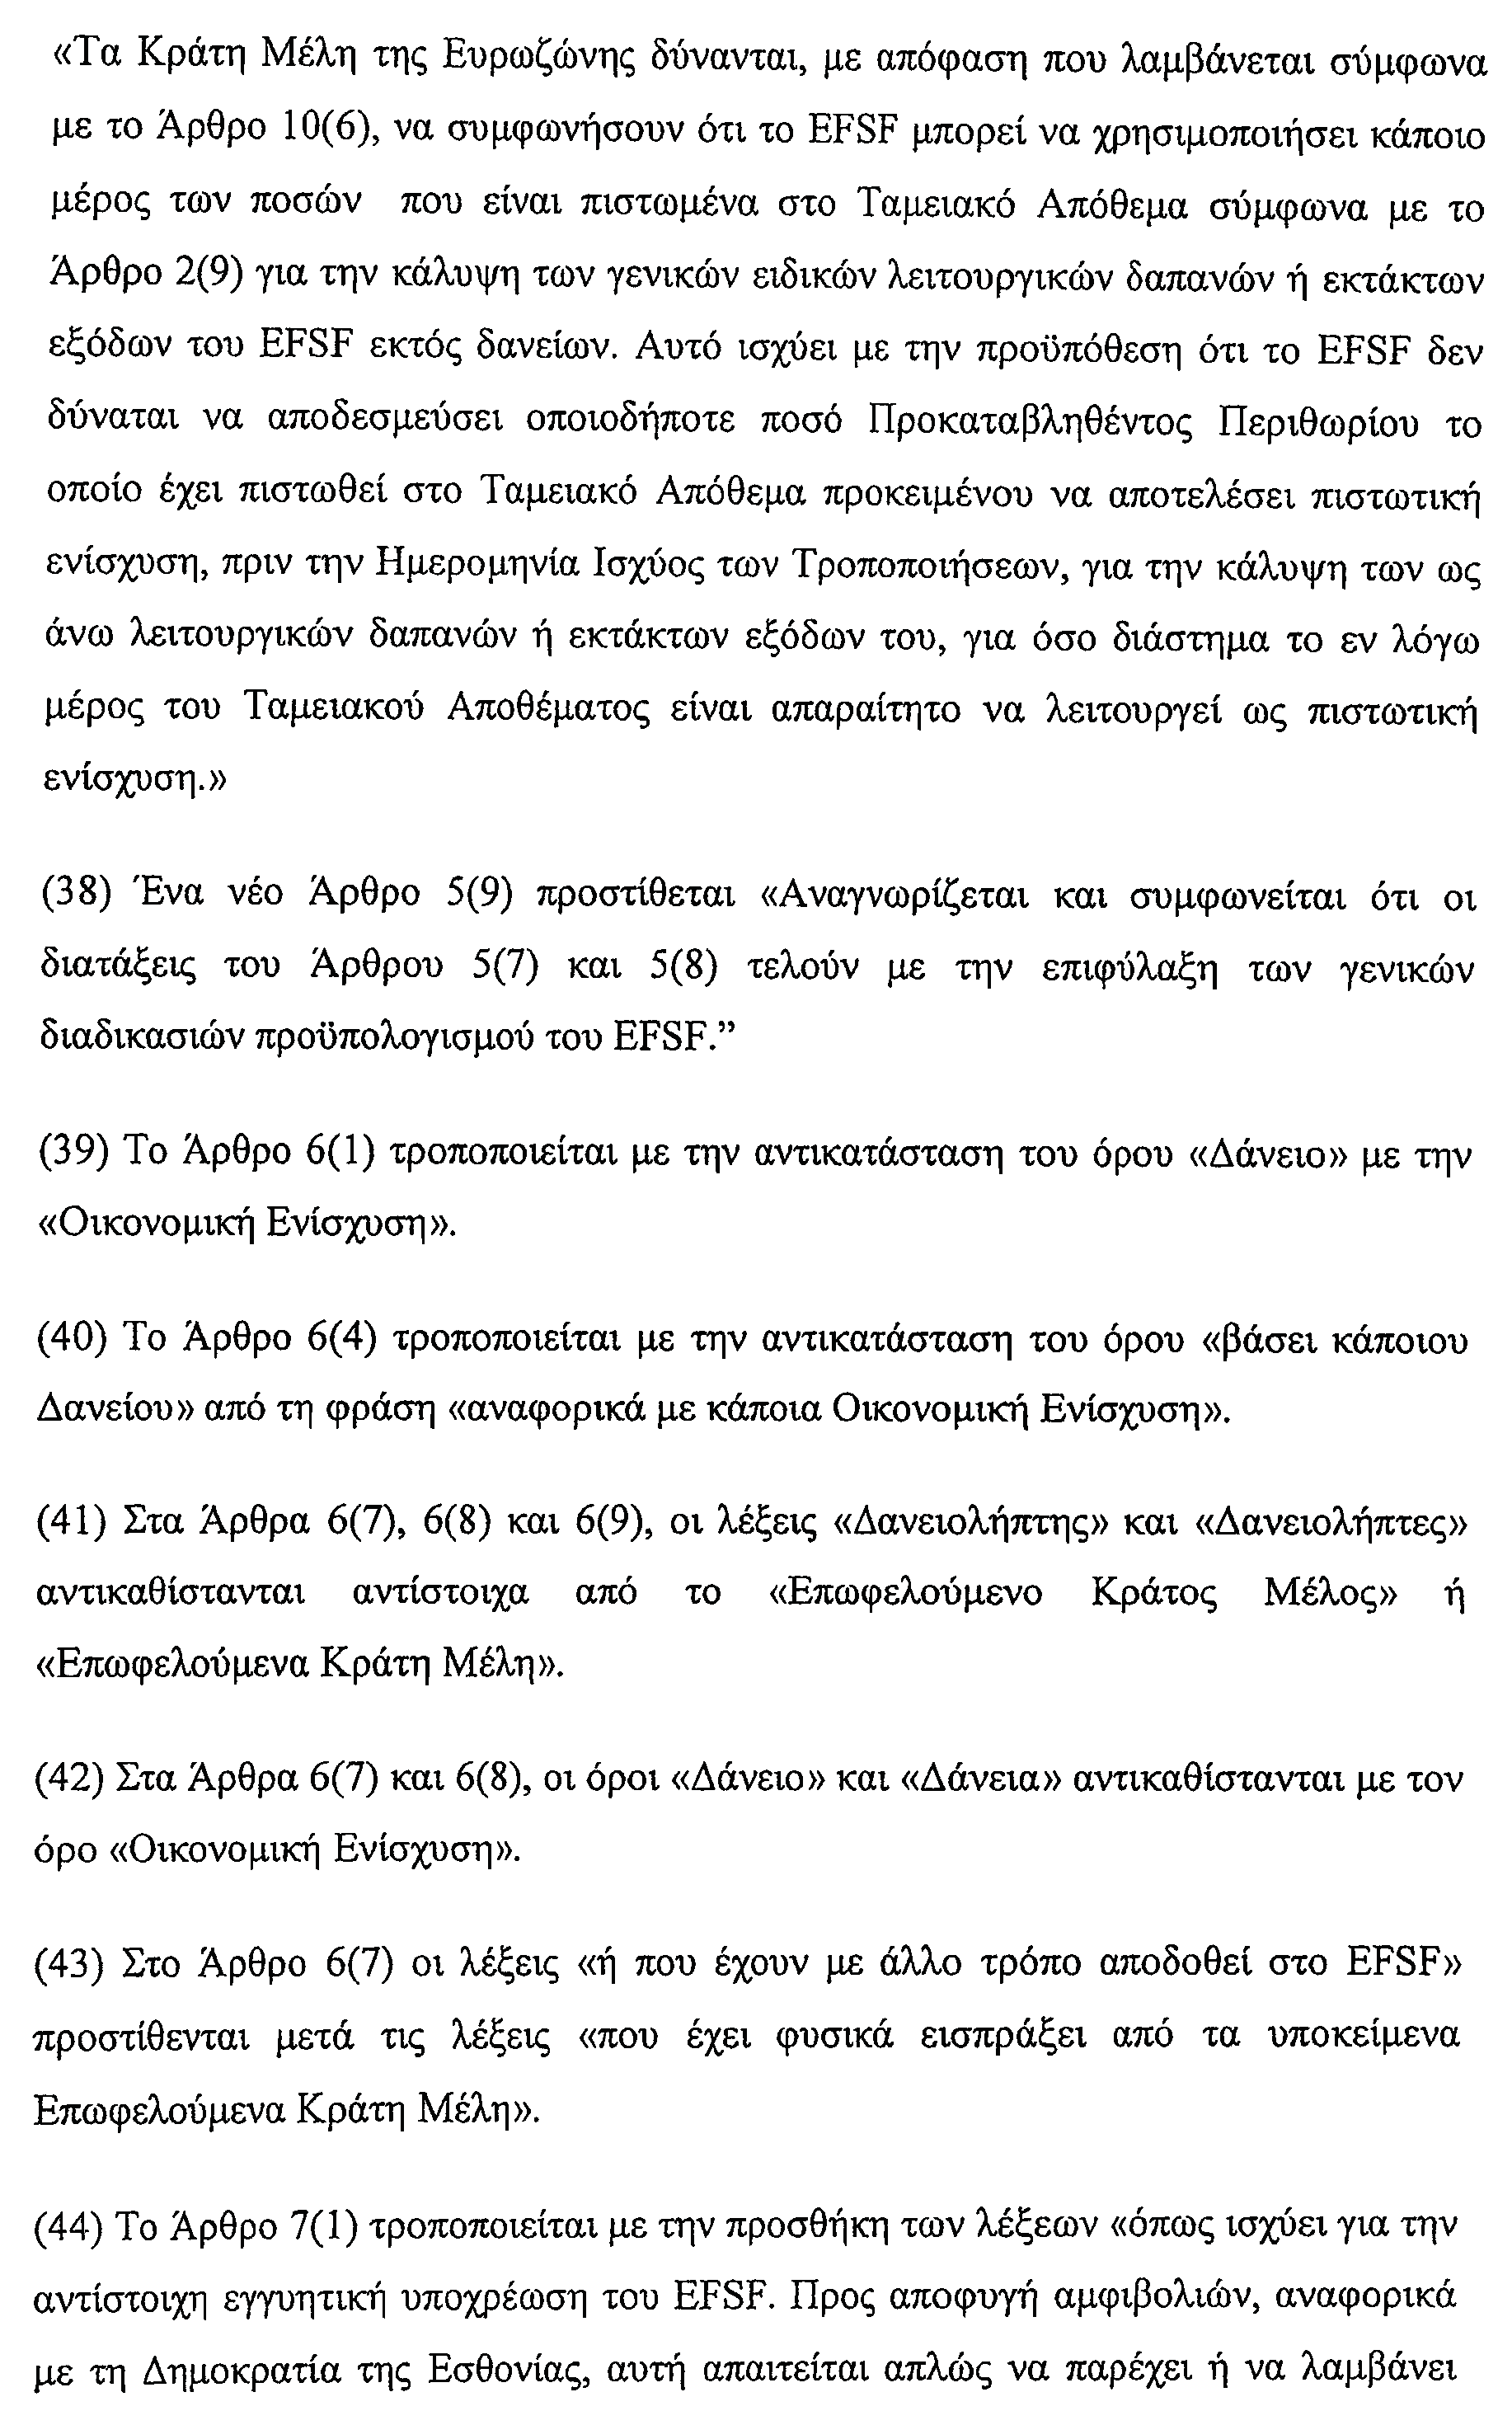 «Τα Κράτη Μέλη της Ευρωζώνης δύνανται, με απόφαση που λαμβάνεται σύμφωνα
με το Άρθρο 10(6), να συμφωνήσουν ότι το EFSF μπορεί να χρησιμοποιήσει κάποιο
μέρος των ποσών που είναι πιστωμένα στο Ταμειακό Απόθεμα σύμφωνα με το
Άρθρο 2(9) για την κάλυψη των γενικών ειδικών λειτουργικών δαπανών ή εκτάκτων
εξόδων του EFSF εκτός δανείων. Αυτό ισχύει με την προϋπόθεση ότι το EFSF δεν
δύναται να αποδεσμεύσει οποιοδήποτε ποσό Προκαταβληθέντος Περιθωρίου το
οποίο έχει πιστωθεί στο Ταμειακό Απόθεμα προκειμένου να αποτελέσει πιστωτική
ενίσχυση, πριν την Ημερομηνία Ισχύος των Τροποποιήσεων, για την κάλυψη των ως
άνω λειτουργικών δαπανών ή εκτάκτων εξόδων του, για όσο διάστημα το εν λόγω
μέρος του Ταμειακού Αποθέματος είναι απαραίτητο να λειτουργεί ως πιστωτική
ενίσχυση.»
(38) Ένα νέο Άρθρο 5(9) προστίθεται «Αναγνωρίζεται και συμφωνείται ότι οι
διατάξεις του Άρθρου 5(7) και 5(8) τελούν με την επιφύλαξη των γενικών
διαδικασιών προϋπολογισμού του EFSF.”
(39) Το Άρθρο 6(1) τροποποιείται με την αντικατάσταση του όρου «Δάνειο» με την
«Οικονομική Ενίσχυση».
(40) Το Άρθρο 6(4) τροποποιείται με την αντικατάσταση του όρου «βάσει κάποιου
Δανείου» από τη φράση «αναφορικά με κάποια Οικονομική Ενίσχυση».
(41) Στα Άρθρα 6(7), 6(8) και 6(9), οι λέξεις «Δανειολήπτης» και «Δανειολήπτες»
αντικαθίστανται αντίστοιχα από το «Επωφελούμενο Κράτος Μέλος» ή
«Επωφελούμενα Κράτη Μέλη».
(42) Στα Άρθρα 6(7) και 6(8), οι όροι «Δάνειο» και «Δάνεια» αντικαθίστανται με τον
όρο «Οικονομική Ενίσχυση».
(43) Στο Άρθρο 6(7) οι λέξεις «ή που έχουν με άλλο τρόπο αποδοθεί στο EFSF»
προστίθενται μετά τις λέξεις «που έχει φυσικά εισπράξει από τα υποκείμενα
Επωφελούμενα Κράτη Μέλη».
(44) Το Άρθρο 7(1) τροποποιείται με την προσθήκη των λέξεων «όπως ισχύει για την
αντίστοιχη εγγυητική υποχρέωση του EFSF. Προς αποφυγή αμφιβολιών, αναφορικά
με τη Δημοκρατία της Εσθονίας, αυτή απαιτείται απλώς να παρέχει ή να λαμβάνει